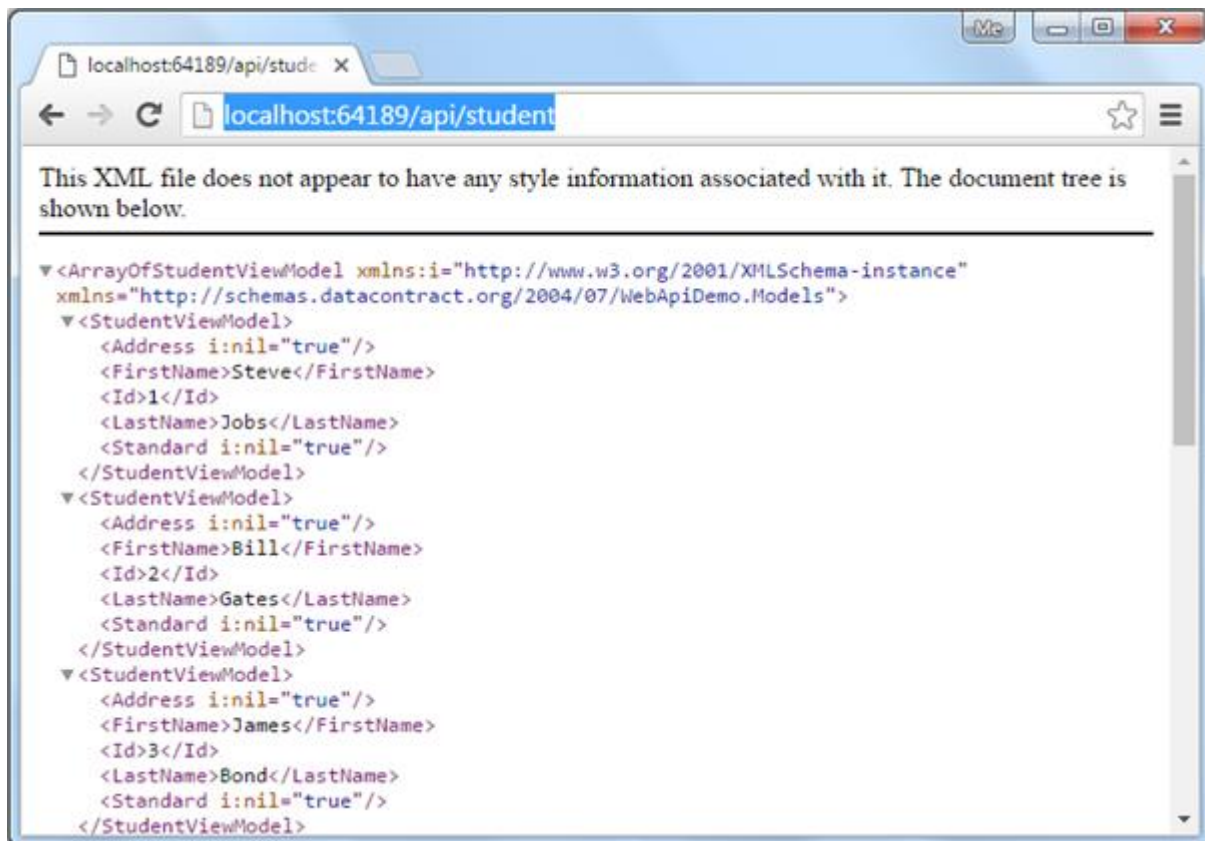 Me
localhost:64189/api/stude
localhost:64189/api/student
This XML file does not appear to have any style information associated with it. The document tree is
shown below.
▼<ArrayOfStudentViewModel xmlns:i="http://www.w3.org/2001/XMLSchema-instance"
xmlns="http://schemas.datacontract.org/2004/07/WebApiDemo.Models">
▼<StudentViewModel>
<Address i:nil="true"/>
<FirstName>Steve</FirstName>
<Id>1</Id>
<LastName>Jobs</LastName>
<Standard i:nil="true"/>
</StudentViewModel>
▼<StudentViewModel>
<Address i:nil="true"/>
<FirstName>Bill</FirstName>
<Id>2</Id>
<LastName>Gates</LastName>
<Standard i:nil="true"/>
</StudentViewModel>
▼<StudentViewModel>
<Address i:nil="true"/>
<FirstName>James</FirstName>
<Id>3</Id>
<LastName>Bond</LastName>
<Standard i:nil="true"/>
</StudentViewModel>